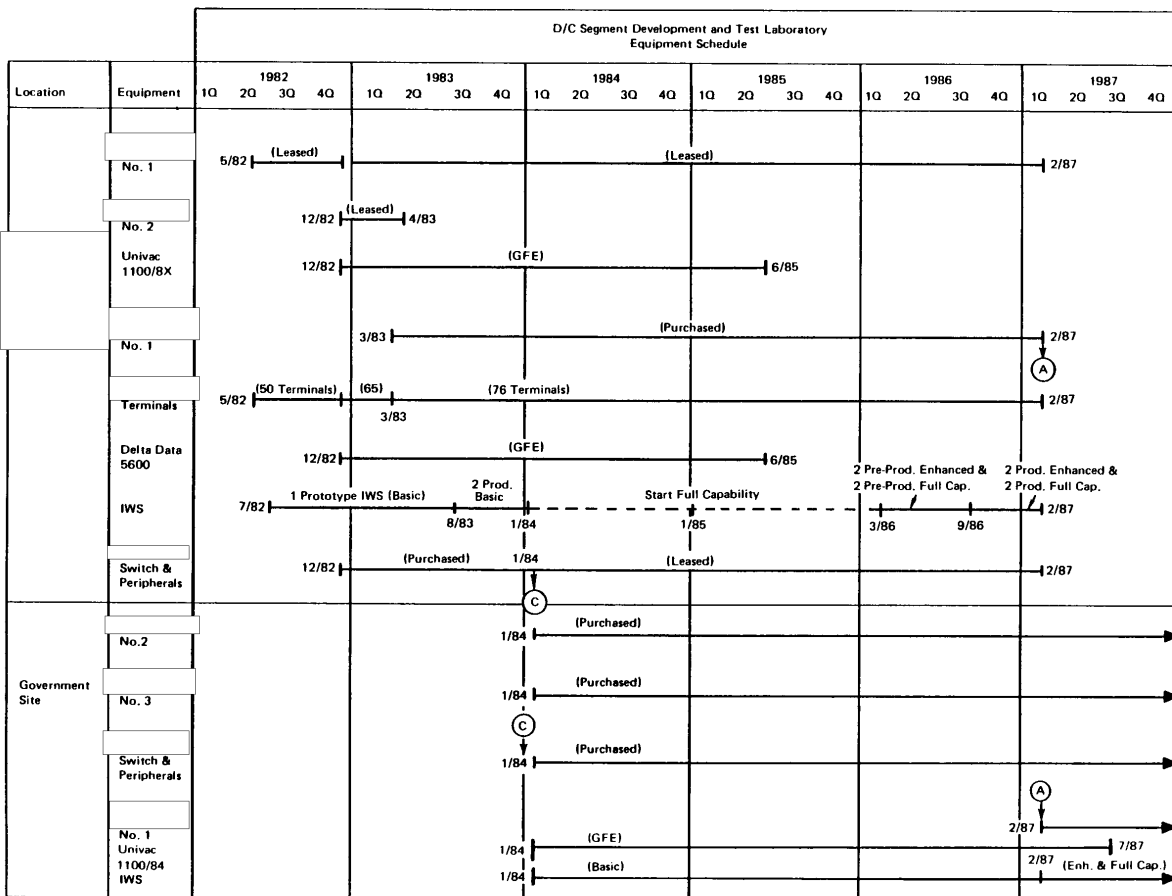 D/C Segment Development and Test Laboratory
Equipment Schedule
Location Equipment
1982 1983 1984 1985 1986 1987
1Q 2Q 3Q 4Q 1Q 2Q 3Q 4Q 1Q 2Q 3Q 4Q 1Q 2Q 3Q 4Q 1Q 2Q 3Q 4Q 1Q 2Q 3Q 4Q
No. 1 5/82 (Leased) (Leased) 2/87
No. 2 12/82 (Leased) 4/83
Univac
1100/8X 12/82 (GFE) 6/85
No. 1 3/83 (Purchased) 2/87
A
Terminals 5/82 (50 Terminals) (65) 3/83 (76 Terminals) 2/87
Delta Data
5600 12/82 (GFE) 6/85
IWS 7/82 1 Prototype IWS (Basic) 8/83 2 Prod.
Basic 1/84 Start Full Capability 1/85 3/86 2 Pre-Prod. Enhanced &
2 Pre-Prod. Full Cap. 9/86 2 Prod. Enhanced &
2 Prod. Full Cap. 2/87
Switch &
Peripherals 12/82 (Purchased) 1/84 (Leased) 2/87
C
Government
Site
No.2 1/84 (Purchased)
No. 3 1/84 (Purchased)
C
Switch &
Peripherals 1/84 (Purchased)
A
No. 1 2/87
Univac
1100/84 1/84 (GFE) 7/87
IWS 1/84 (Basic) 2/87 (Enh. & Full Cap.)